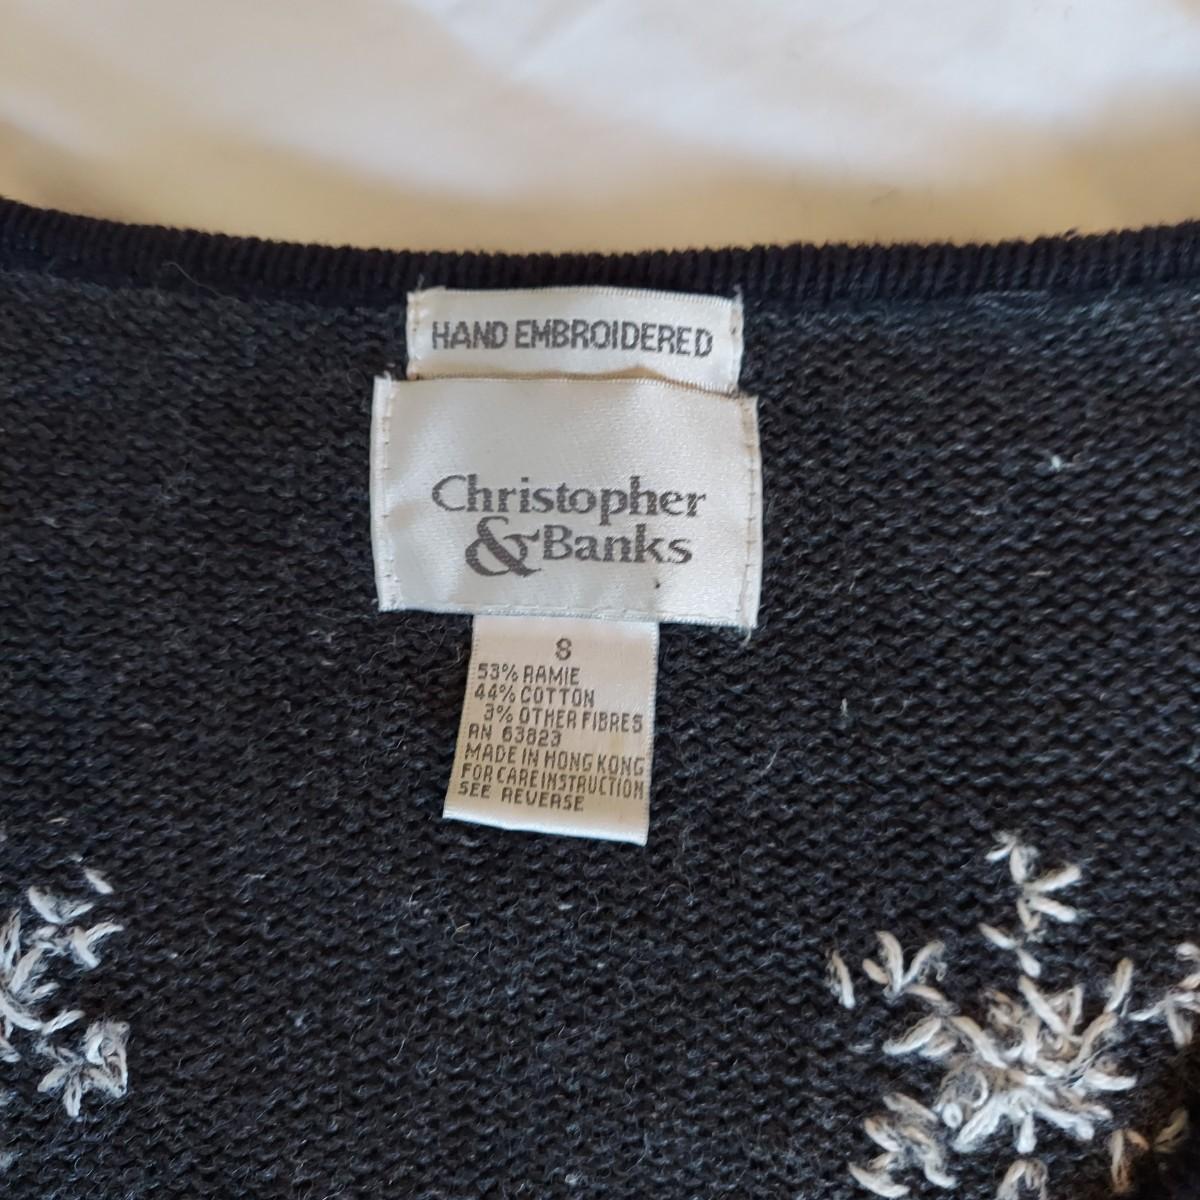 HAND EMBROIDERED
Christopher
& Banks
8
53% RAMIE
44% COTTON
3% OTHER FIBRES
RN 63823
MADE IN HONG KONG
FOR CARE INSTRUCTION
SEE REVERSE